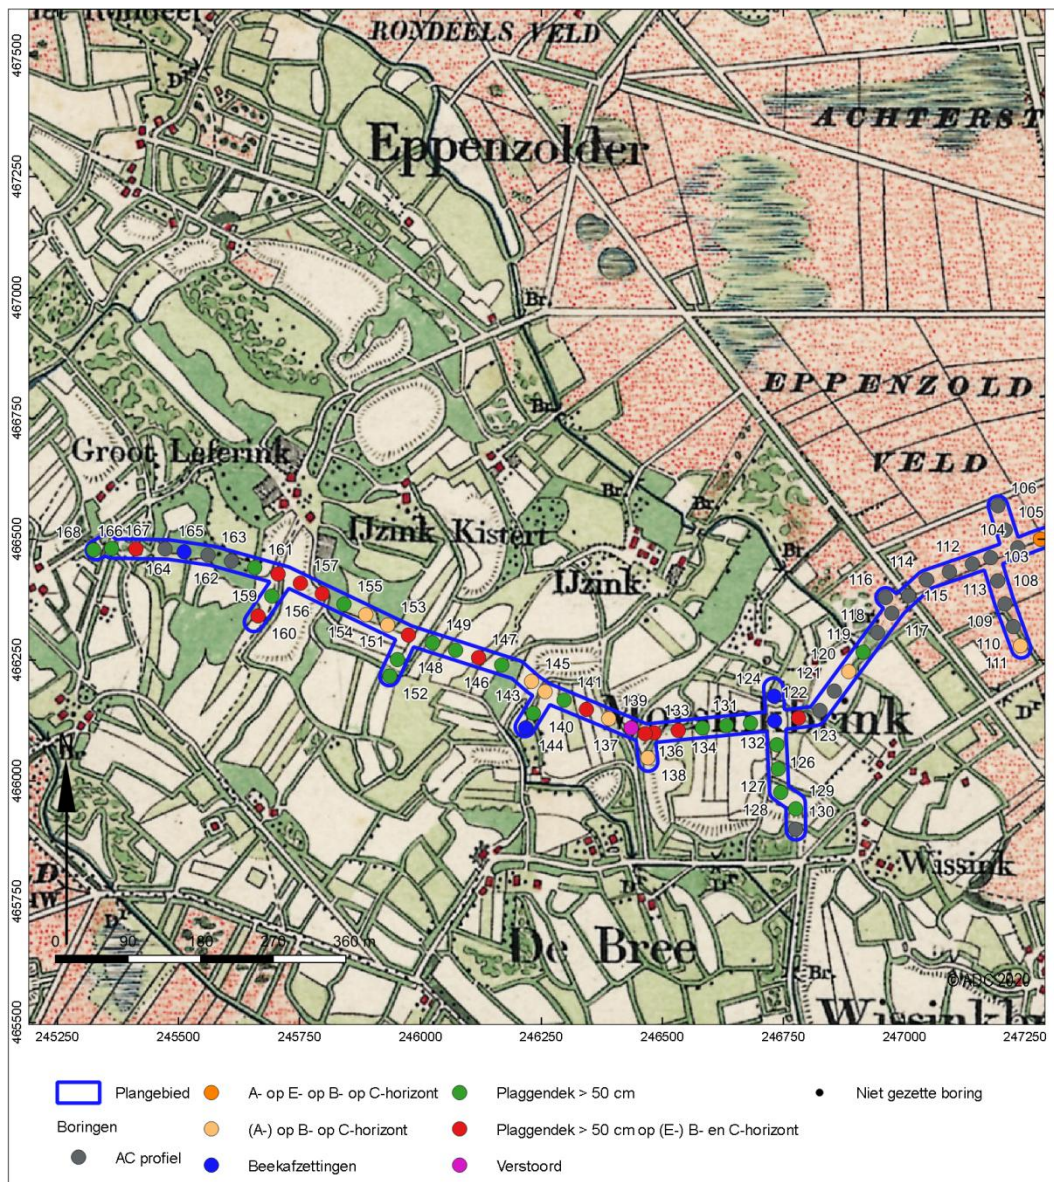 RONDEELS VELD
Eppenzolder
ACHTERST
Br.
EPPENZOLD
VELD
Groot Leferink
IJzink Kistert
IJzink
Br.
Br.
Br.
Br.
106
105
104
103
112
114
116
113
108
115
109
110
111
118
117
119
120
168
166
167
165
163
164
162
161
157
155
153
159
156
160
154
151
149
148
152
147
146
145
143
144
141
140
139
137
133
136
138
131
134
124
122
121
132
123
126
127
129
128
130
N
Wissink
De Bree
Br.
0 90 180 270 360 m
© ADC 2020
467500
467250
467000
466750
466500
466250
466000
465750
465500
245250 245500 245750 246000 246250 246500 246750 247000 247250
Plangebied
Boringen
AC profiel
A- op E- op B- op C-horizont
(A-) op B- op C-horizont
Beekafzettingen
Plaggendek > 50 cm
Plaggendek > 50 cm op (E-) B- en C-horizont
Verstoord
Niet gezette boring